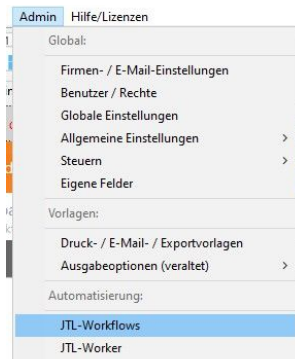 Admin Hilfe/Lizenzen
Global:
Firmen- / E-Mail-Einstellungen
Benutzer / Rechte
Globale Einstellungen
Allgemeine Einstellungen
Steuern
Eigene Felder
Vorlagen:
Druck- / E-Mail- / Exportvorlagen
Ausgabeoptionen (veraltet)
Automatisierung:
JTL-Workflows
JTL-Worker